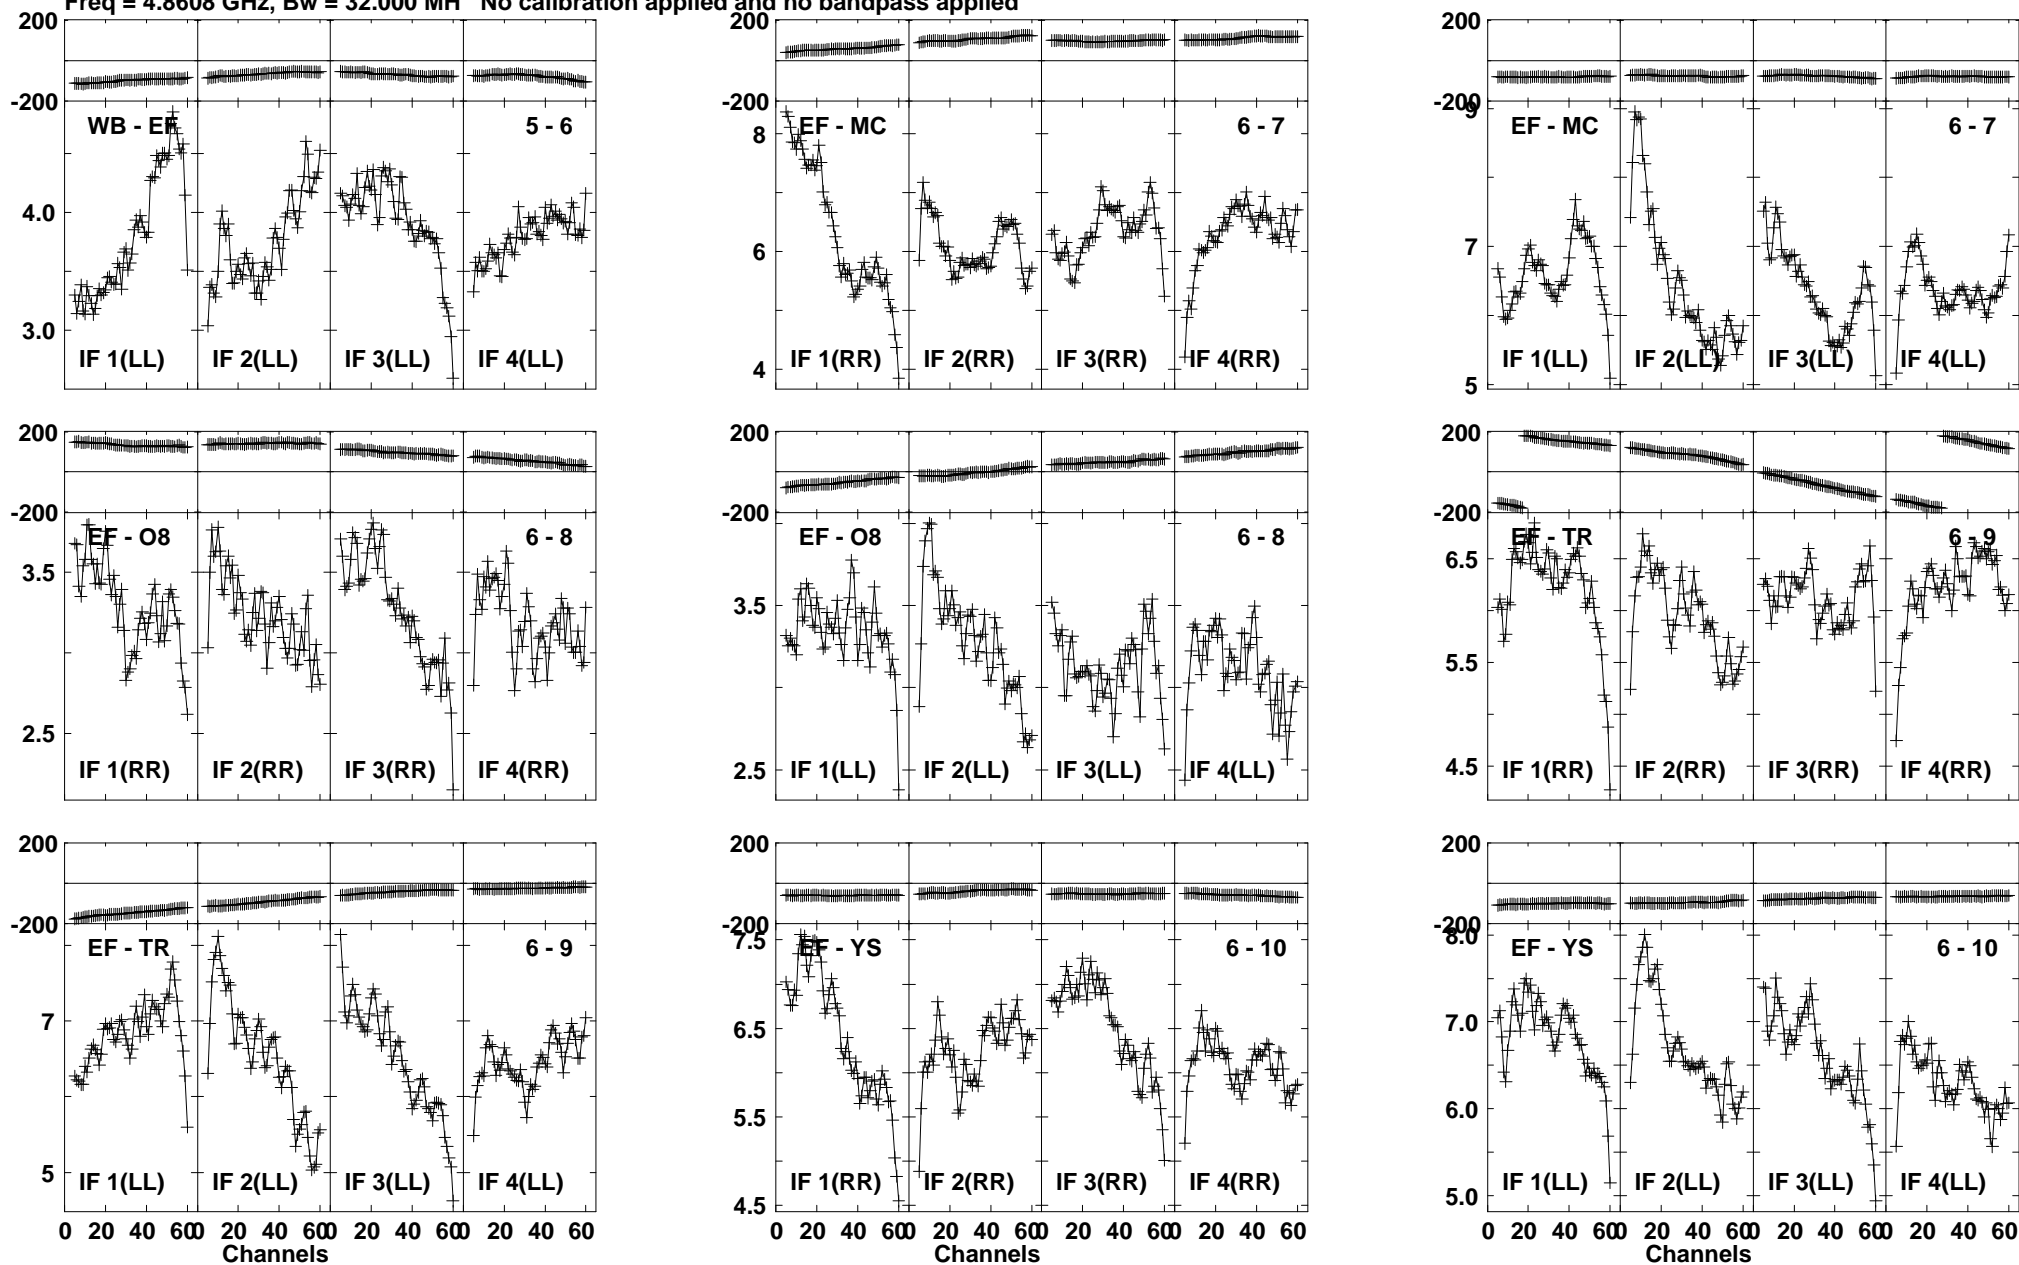 Freq = 4.8608 GHz, Bw = 32.000 MH No calibration applied and no bandpass applied
200 200 200
-200 -200 -200
WB - EF 5 - 6 EF - MC 6 - 7 EF - MC 6 - 7
9
8
4.0 6 7
3.0 4 5
IF 1(LL) IF 2(LL) IF 3(LL) IF 4(LL) IF 1(RR) IF 2(RR) IF 3(RR) IF 4(RR) IF 1(LL) IF 2(LL) IF 3(LL) IF 4(LL)
200 200 200
-200 -200 -200
EF - O8 6 - 8 EF - O8 6 - 8 EF - TR 6 - 9
3.5 3.5 6.5
5.5
2.5 2.5 4.5
IF 1(RR) IF 2(RR) IF 3(RR) IF 4(RR) IF 1(LL) IF 2(LL) IF 3(LL) IF 4(LL) IF 1(RR) IF 2(RR) IF 3(RR) IF 4(RR)
200 200 200
-200 -200 -200
EF - TR 6 - 9 EF - YS 6 - 10 EF - YS 6 - 10
7.5 8.0
7 6.5 7.0
5.5 6.0
5 4.5 5.0
IF 1(LL) IF 2(LL) IF 3(LL) IF 4(LL) IF 1(RR) IF 2(RR) IF 3(RR) IF 4(RR) IF 1(LL) IF 2(LL) IF 3(LL) IF 4(LL)
0 20 40 60 0 20 40 60 0 20 40 60 0 20 40 60 0 20 40 60 0 20 40 60 0 20 40 60 0 20 40 60 0 20 40 60 0 20 40 60 0 20 40 60 0 20 40 60
Channels Channels Channels